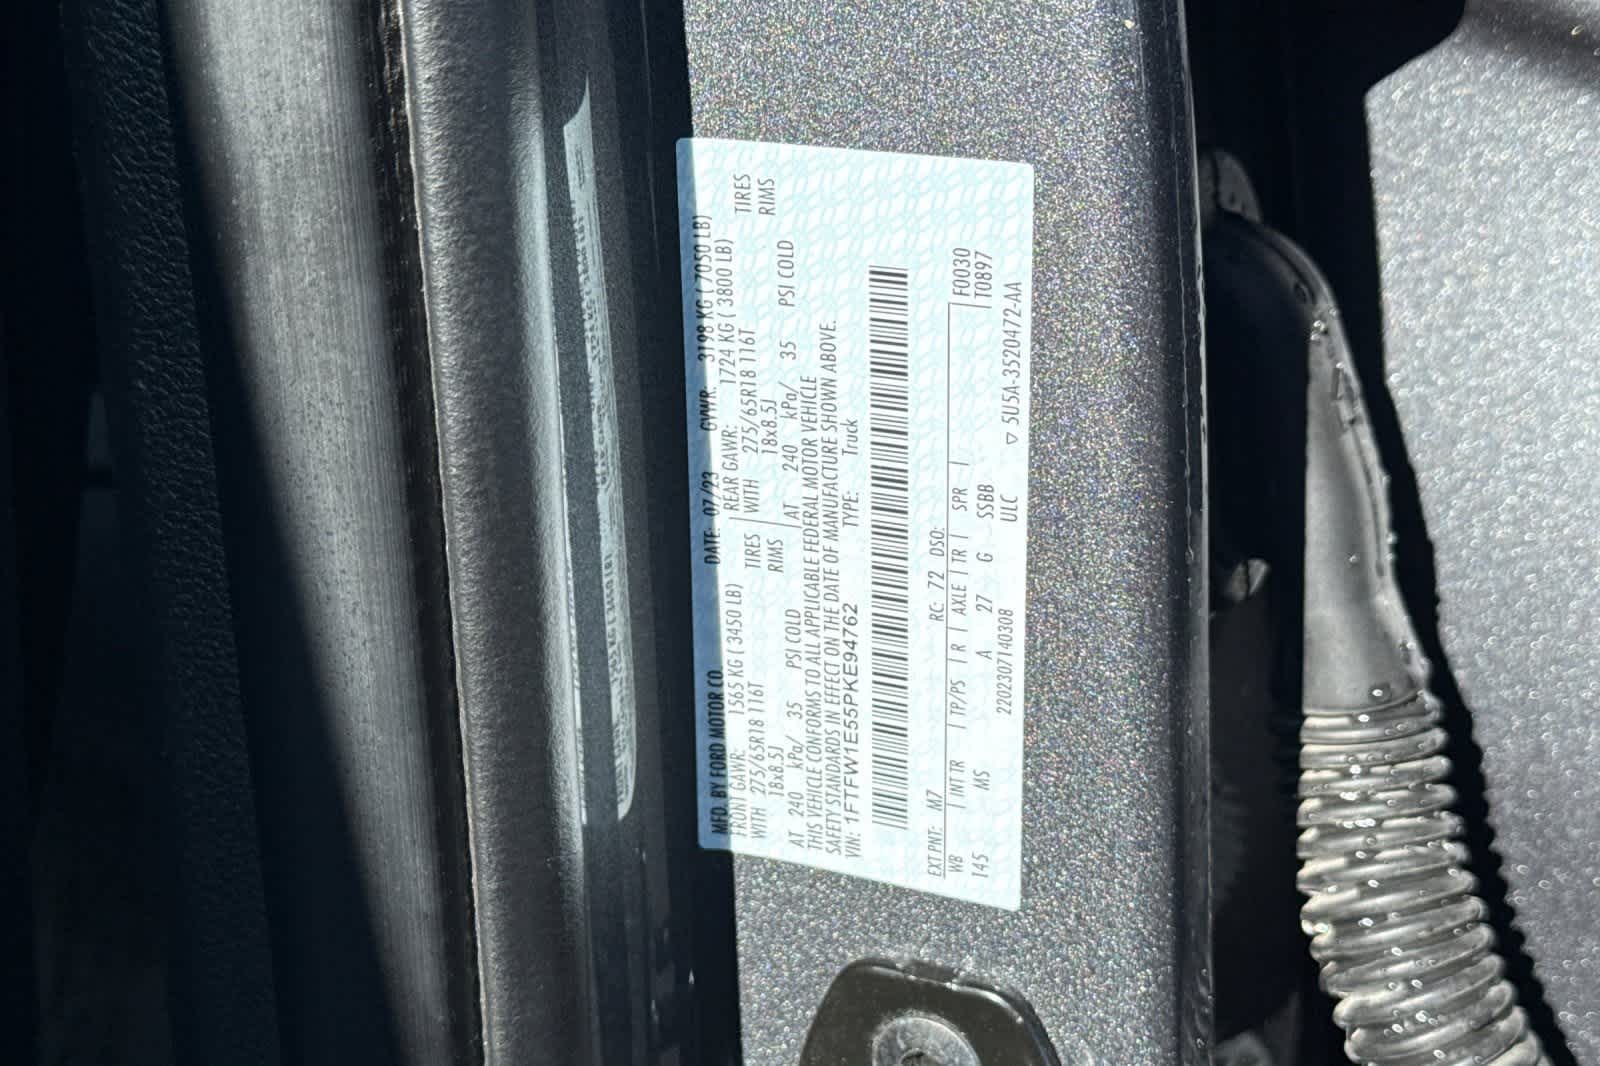 MFD. BY FORD MOTOR CO. DATE: 07/23 GVWR: 3198 KG ( 7050 LB)
FRONT GAWR: 1565 KG ( 3450 LB) REAR GAWR: 1724 KG ( 3800 LB)
WITH 275/65R18 116T TIRES WITH 275/65R18 116T TIRES
18x8.5J RIMS 18x8.5J RIMS
AT 240 kPa/ 35 PSI COLD AT 240 kPa/ 35 PSI COLD
THIS VEHICLE CONFORMS TO ALL APPLICABLE FEDERAL MOTOR VEHICLE
SAFETY STANDARDS IN EFFECT ON THE DATE OF MANUFACTURE SHOWN ABOVE.
VIN: 1FTFW1E55PKE94762 TYPE: Truck
EXT PNT: M7 RC: 72 DSO:
WB | INT TR | TP/PS | R | AXLE | TR | SPR | F0030
145 MS A 27 G SSBB T0897
220230714030B ULC ▽ 5U5A-3520472-AA